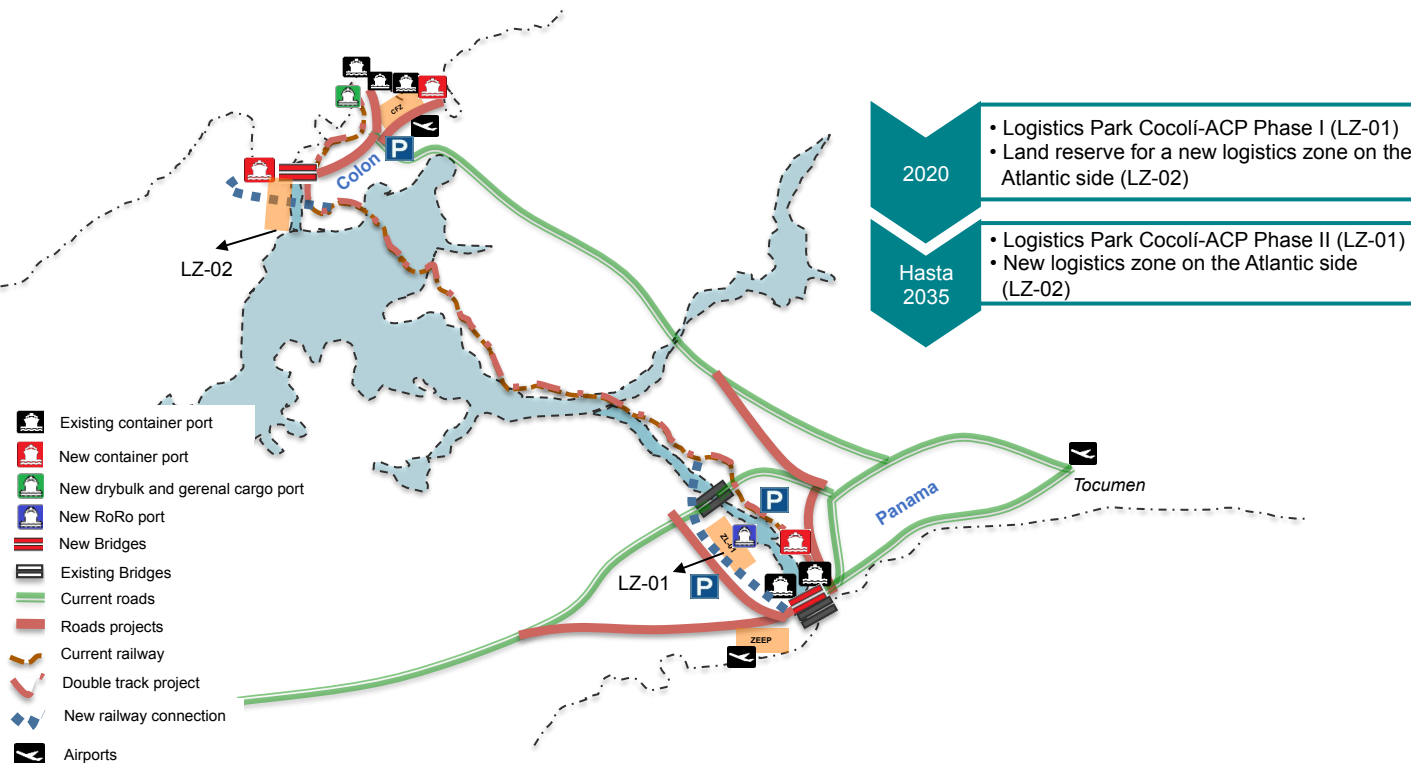 CFZ
Colon
P
LZ-02
2020
• Logistics Park Cocolí-ACP Phase I (LZ-01)
• Land reserve for a new logistics zone on the
Atlantic side (LZ-02)
Hasta
2035
• Logistics Park Cocolí-ACP Phase II (LZ-01)
• New logistics zone on the Atlantic side
(LZ-02)
Existing container port
New container port
New drybulk and gerenal cargo port
New RoRo port
New Bridges
Existing Bridges
Current roads
Roads projects
Current railway
Double track project
New railway connection
Airports
Tocumen
Panama
P
ZL-01
LZ-01
P
ZEEP